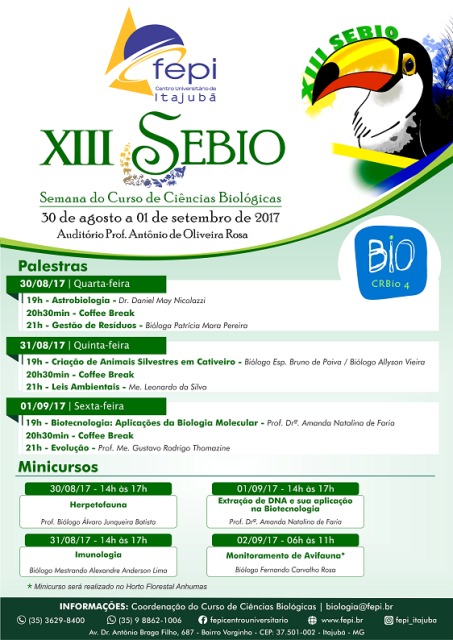 fepi
Centro Universitário de
Itajubá
XIII SEBIO
XIII SEBIO
Semana do Curso de Ciências Biológicas
30 de agosto a 01 de setembro de 2017
Auditório Prof. Antônio de Oliveira Rosa
BiO
CRBio 4
Palestras
30/08/17 | Quarta-feira
19h - Astrobiologia - Dr. Daniel May Nicolazzi
20h30min - Coffee Break
21h - Gestão de Resíduos - Bióloga Patrícia Mora Pereira
31/08/17 | Quinta-feira
19h - Criação de Animais Silvestres em Cativeiro - Biólogo Esp. Bruno de Paiva / Biólogo Allyson Vieira
20h30min - Coffee Break
21h - Leis Ambientais - Me. Leonardo da Silva
01/09/17 | Sexta-feira
19h - Biotecnologia: Aplicações da Biologia Molecular - Prof. Drª. Amanda Natalina de Faria
20h30min - Coffee Break
21h - Evolução - Prof. Me. Gustavo Rodrigo Thomazine
Minicursos
30/08/17 - 14h às 17h
Herpetofauna
Prof. Biólogo Álvaro Junqueira Batista
01/09/17 - 14h às 17h
Extração de DNA e sua aplicação
na Biotecnologia
Prof. Drª. Amanda Natalina de Faria
31/08/17 - 14h às 17h
Imunologia
Biólogo Mestrando Alexandre Anderson Lima
02/09/17 - 06h às 11h
Monitoramento de Avifauna*
Biólogo Fernando Carvalho Rosa
* Minicurso será realizado no Horto Florestal Anhumas
INFORMAÇÕES: Coordenação do Curso de Ciências Biológicas | biologia@fepi.br
(35) 3629-8400 (35) 9 8862-1006 fepicentrouniversitario www.fepi.br fepi_itajuba
Av. Dr. Antônio Braga Filho, 687 - Bairro Varginha - CEP: 37.501-002 - Itajubá - MG